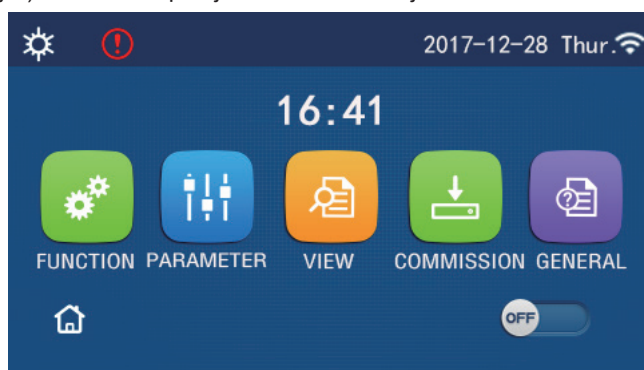 2017-12-28 Thur.
16:41
FUNCTION PARAMETER VIEW COMMISSION GENERAL
OFF